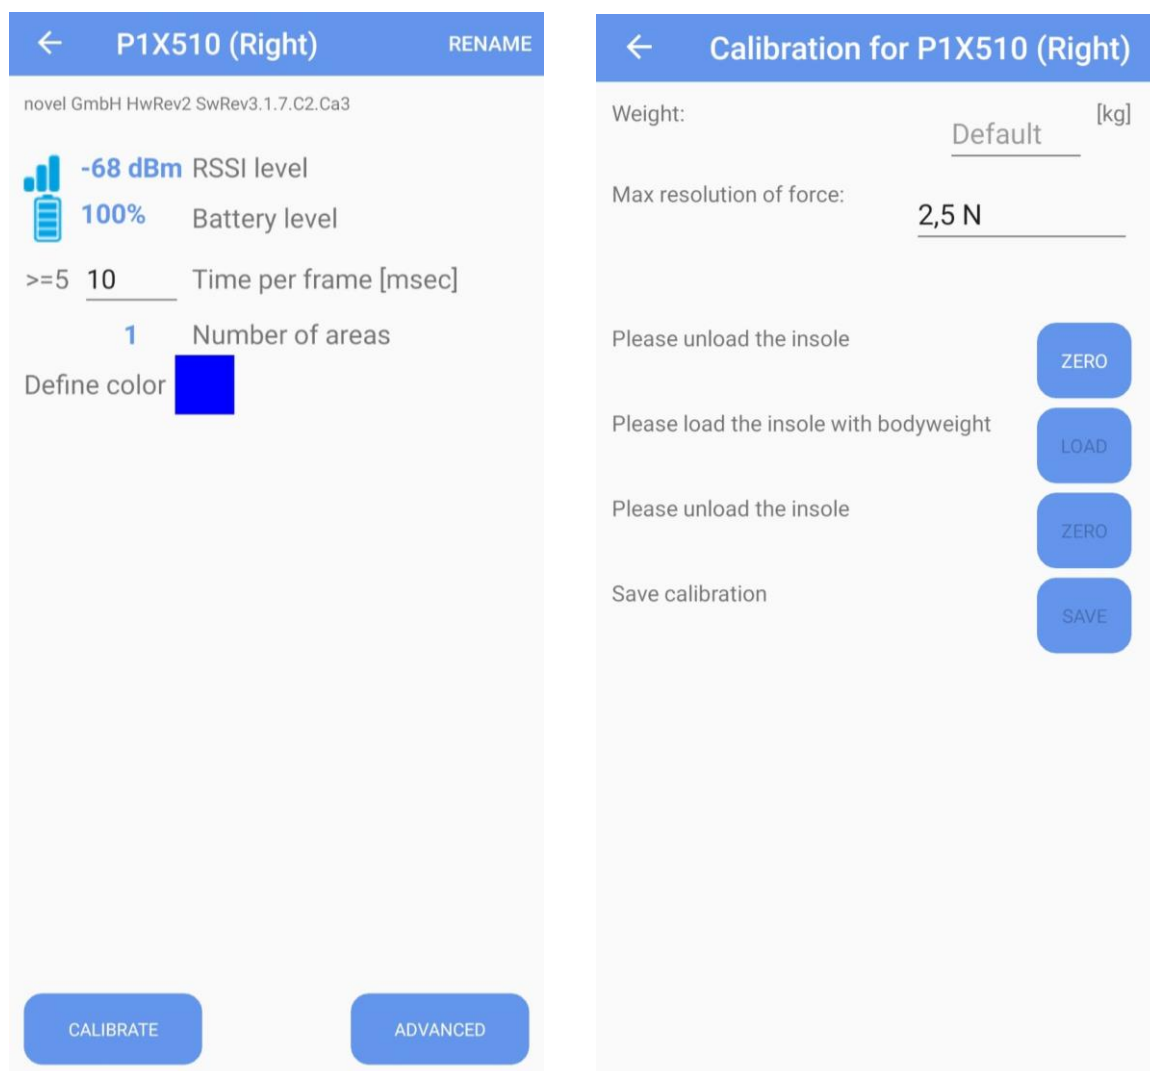 P1X510 (Right) RENAME
novel GmbH HwRev2 SwRev3.1.7.C2.Ca3
-68 dBm RSSI level
100% Battery level
>=5 10 Time per frame [msec]
1 Number of areas
Define color
CALIBRATE ADVANCED
Calibration for P1X510 (Right)
Weight: Default [kg]
Max resolution of force: 2,5 N
Please unload the insole ZERO
Please load the insole with bodyweight LOAD
Please unload the insole ZERO
Save calibration SAVE